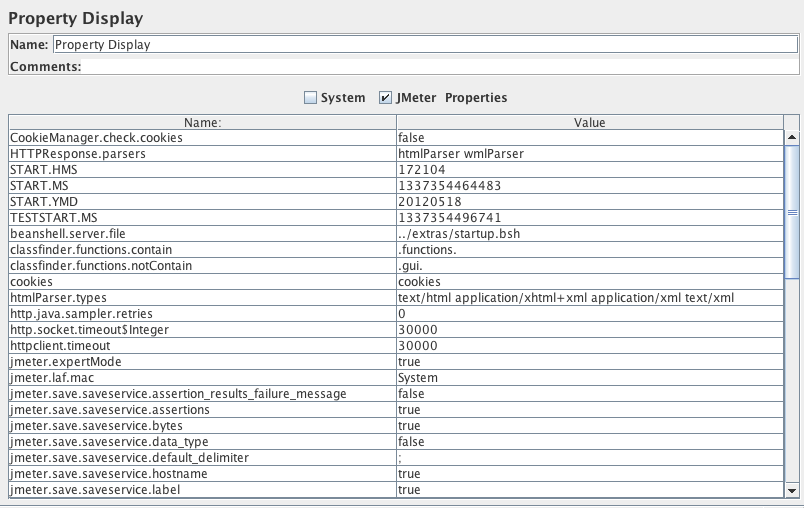 Property Display
Name: Property Display
Comments:
System JMeter Properties
Name: Value
CookieManager.check.cookies false
HTTPResponse.parsers htmlParser wmlParser
START.HMS 172104
START.MS 1337354464483
START.YMD 20120518
TESTSTART.MS 1337354496741
beanshell.server.file ../extras/startup.bsh
classfinder.functions.contain .functions.
classfinder.functions.notContain .gui.
cookies cookies
htmlParser.types text/html application/xhtml+xml application/xml text/xml
http.java.sampler.retries 0
http.socket.timeout$Integer 30000
httpclient.timeout 30000
jmeter.expertMode true
jmeter.laf.mac System
jmeter.save.saveservice.assertion_results_failure_message false
jmeter.save.saveservice.assertions true
jmeter.save.saveservice.bytes true
jmeter.save.saveservice.data_type false
jmeter.save.saveservice.default_delimiter ;
jmeter.save.saveservice.hostname true
jmeter.save.saveservice.label true